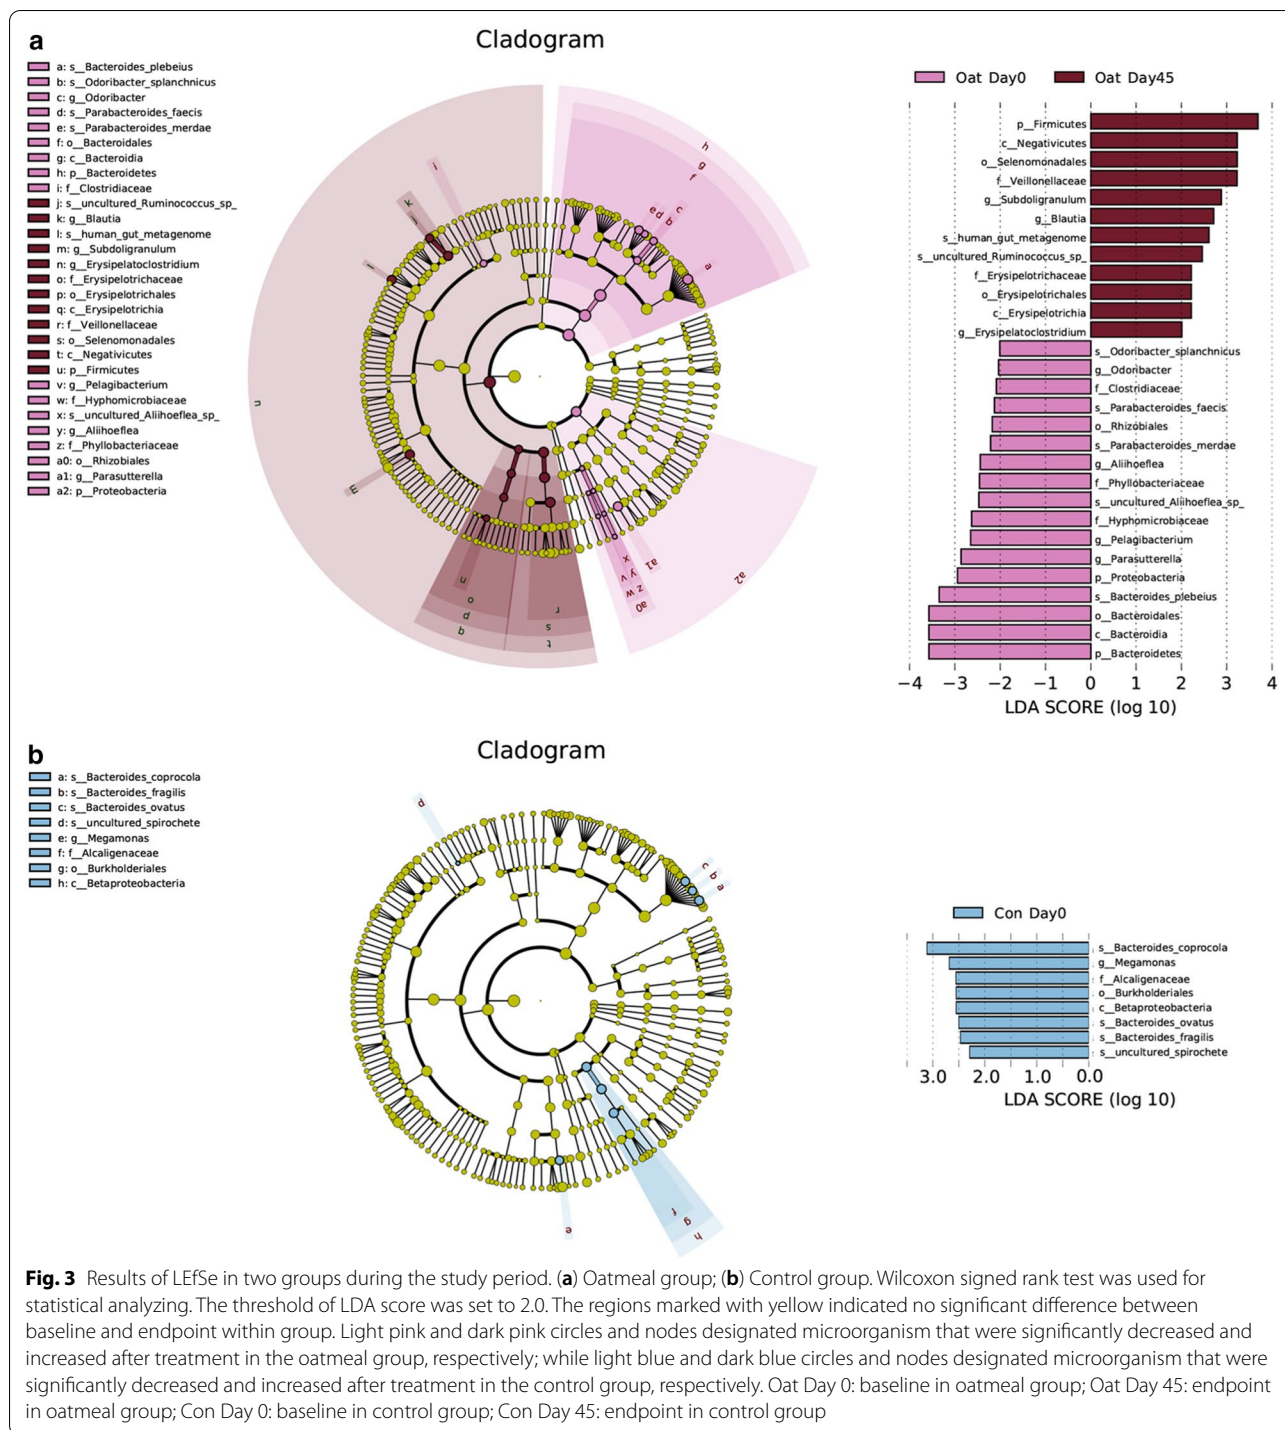 a
Cladogram
a: s__Bacteroides_plebeius
b: s__Odoribacter_splanchnicus
c: g__Odoribacter
d: s__Parabacteroides_faecis
e: s__Parabacteroides_merdae
f: o__Bacteroidales
g: c__Bacteroidia
h: p__Bacteroidetes
i: f__Clostridiaceae
j: s__uncultured_Ruminococcus_sp_
k: g__Blautia
l: s__human_gut_metagenome
m: g__Subdoligranulum
n: g__Erysipelatoclostridium
o: f__Erysipelotrichaceae
p: o__Erysipelotrichales
q: c__Erysipelotrichia
r: f__Veillonellaceae
s: o__Selenomonadales
t: c__Negativicutes
u: p__Firmicutes
v: g__Pelagibacterium
w: f__Hyphomicrobiaceae
x: s__uncultured_Aliihoeflea_sp_
y: g__Aliihoeflea
z: f__Phyllobacteriaceae
a0: o__Rhizobiales
a1: g__Parasutterella
a2: p__Proteobacteria
h
g
f
e d b c
a
i
k
j
l
u
m
n
o
p
q
r
s
t
x
y v
z w
a0
a1
a2
Oat Day0 Oat Day45
p__Firmicutes
c__Negativicutes
o__Selenomonadales
f__Veillonellaceae
g__Subdoligranulum
g__Blautia
s__human_gut_metagenome
s__uncultured_Ruminococcus_sp_
f__Erysipelotrichaceae
o__Erysipelotrichales
c__Erysipelotrichia
g__Erysipelatoclostridium
s__Odoribacter_splanchnicus
g__Odoribacter
f__Clostridiaceae
s__Parabacteroides_faecis
o__Rhizobiales
s__Parabacteroides_merdae
g__Aliihoeflea
f__Phyllobacteriaceae
s__uncultured_Aliihoeflea_sp_
f__Hyphomicrobiaceae
g__Pelagibacterium
g__Parasutterella
p__Proteobacteria
s__Bacteroides_plebeius
o__Bacteroidales
c__Bacteroidia
p__Bacteroidetes
−4 −3 −2 −1 0 1 2 3 4
LDA SCORE (log 10)
b
Cladogram
a: s__Bacteroides_coprocola
b: s__Bacteroides_fragilis
c: s__Bacteroides_ovatus
d: s__uncultured_spirochete
e: g__Megamonas
f: f__Alcaligenaceae
g: o__Burkholderiales
h: c__Betaproteobacteria
d
c b a
e
f
g
h
Con Day0
s__Bacteroides_coprocola
g__Megamonas
f__Alcaligenaceae
o__Burkholderiales
c__Betaproteobacteria
s__Bacteroides_ovatus
s__Bacteroides_fragilis
s__uncultured_spirochete
3.0 2.0 1.0 0.0
LDA SCORE (log 10)
Fig. 3 Results of LEfSe in two groups during the study period. (a) Oatmeal group; (b) Control group. Wilcoxon signed rank test was used for
statistical analyzing. The threshold of LDA score was set to 2.0. The regions marked with yellow indicated no significant difference between
baseline and endpoint within group. Light pink and dark pink circles and nodes designated microorganism that were significantly decreased and
increased after treatment in the oatmeal group, respectively; while light blue and dark blue circles and nodes designated microorganism that were
significantly decreased and increased after treatment in the control group, respectively. Oat Day 0: baseline in oatmeal group; Oat Day 45: endpoint
in oatmeal group; Con Day 0: baseline in control group; Con Day 45: endpoint in control group